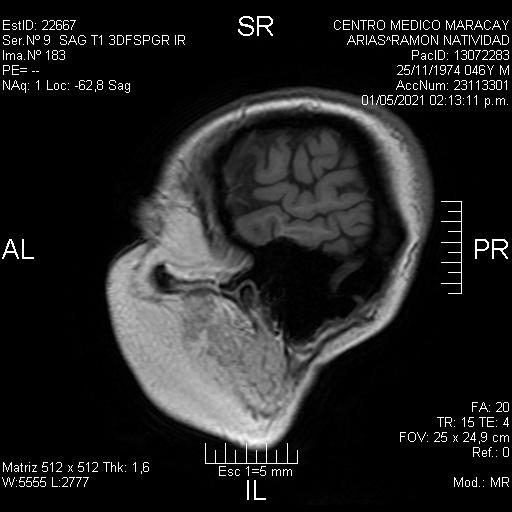 EstID: 22667
Ser.Nº 9 SAG T1 3DFSPGR IR
Ima.Nº 183
PE= --
NAq: 1 Loc: -62,8 Sag
SR
CENTRO MEDICO MARACAY
ARIAS^RAMON NATIVIDAD
PacID: 13072283
25/11/1974 046Y M
AccNum: 23113301
01/05/2021 02:13:11 p.m.
AL
PR
FA: 20
TR: 15 TE: 4
FOV: 25 x 24,9 cm
Ref.: 0
Matriz 512 x 512 Thk: 1,6
W:5555 L:2777
Esc 1=5 mm
IL
Mod.: MR